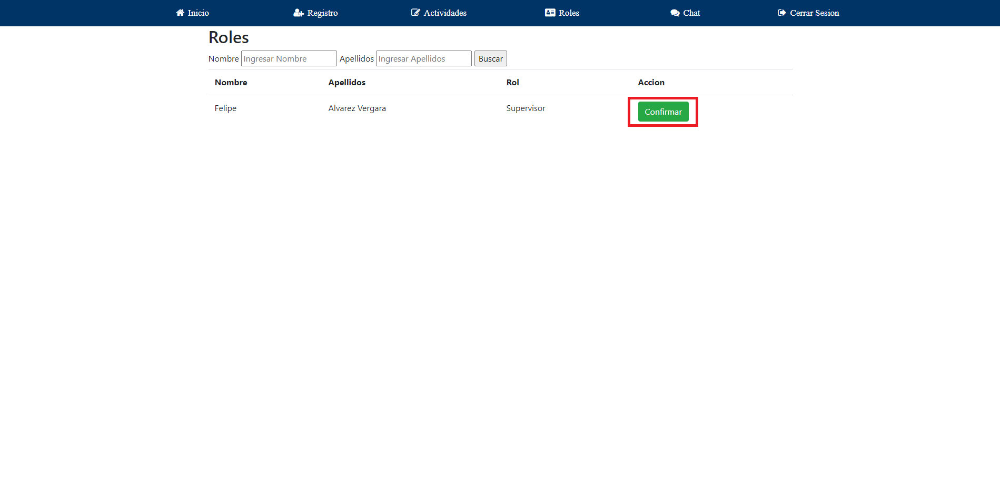 Inicio Registro Actividades Roles Chat Cerrar Sesion
Roles
Nombre Ingresar Nombre Apellidos Ingresar Apellidos Buscar
Nombre Apellidos Rol Accion
Felipe Alvarez Vergara Supervisor Confirmar